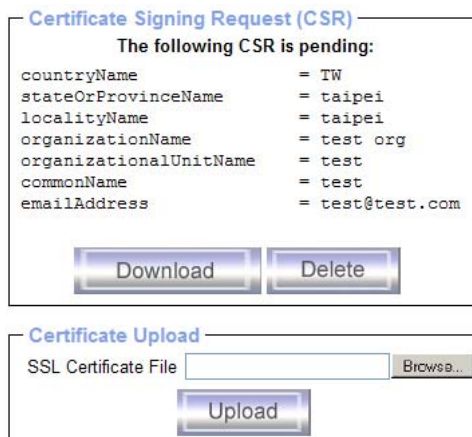 Certificate Signing Request (CSR)
The following CSR is pending:
countryName = TW
stateOrProvinceName = taipei
localityName = taipei
organizationName = test org
organizationalUnitName = test
commonName = test
emailAddress = test@test.com
Download Delete
Certificate Upload
SSL Certificate File Browse...
Upload